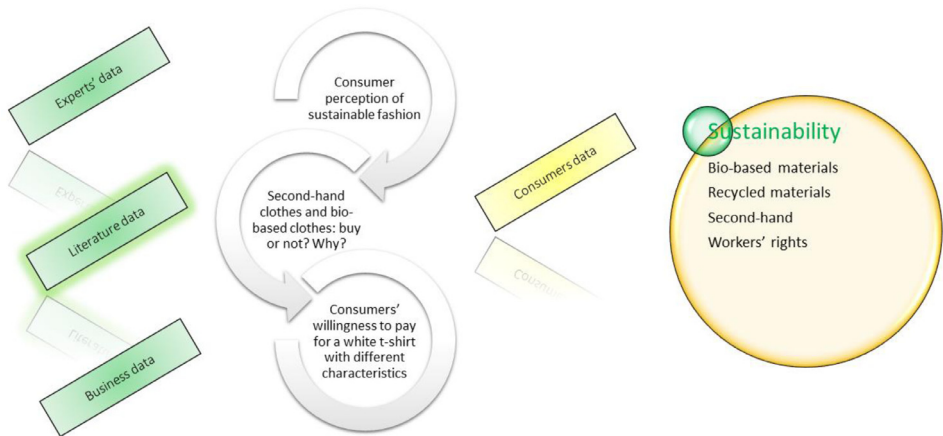 Experts' data
Literature data
Business data
Consumer
perception of
sustainable fashion
Second-hand
clothes and bio-
based clothes: buy
or not? Why?
Consumers'
willingness to pay
for a white t-shirt
with different
characteristics
Consumers data
Sustainability
Bio-based materials
Recycled materials
Second-hand
Workers' rights